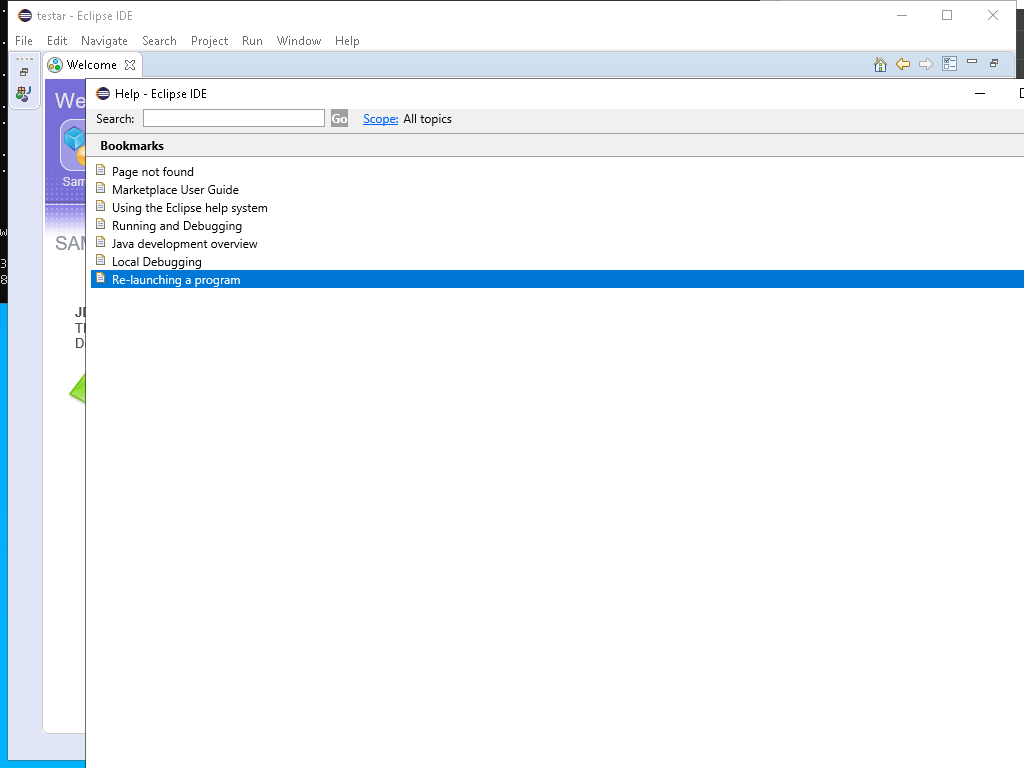 testar - Eclipse IDE
File Edit Navigate Search Project Run Window Help
Welcome
We
Help - Eclipse IDE
Search: Go Scope: All topics
Bookmarks
Page not found
Marketplace User Guide
Sam
Using the Eclipse help system
Running and Debugging
w
SAM
Java development overview
3
Local Debugging
8
Re-launching a program
D